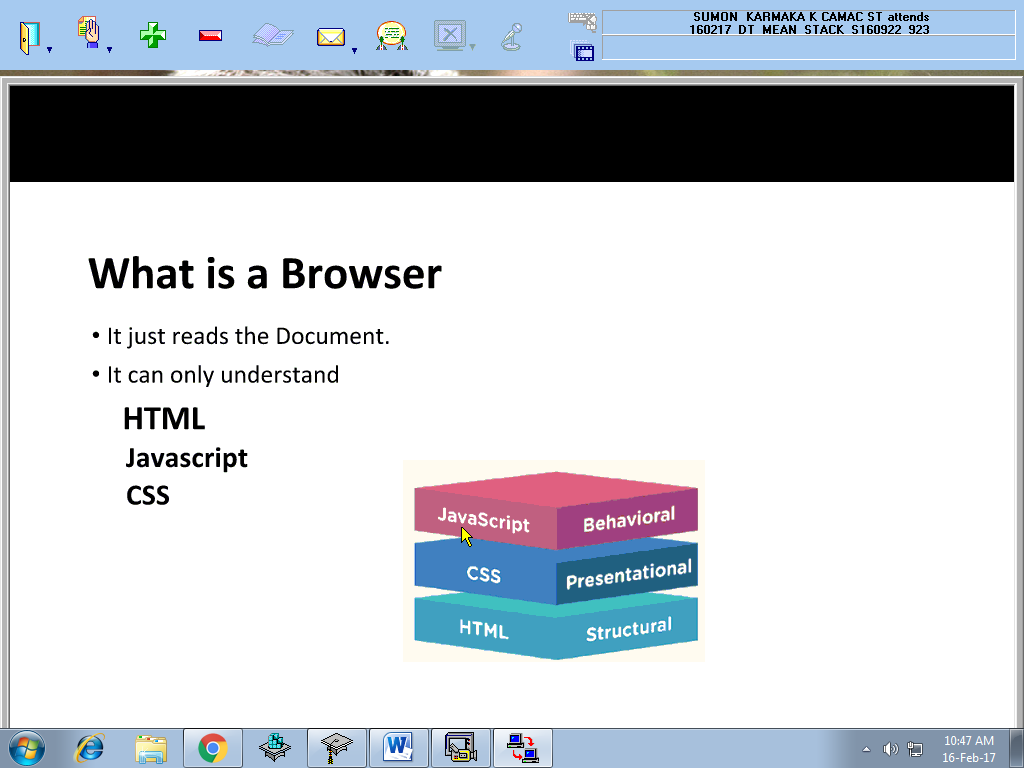 SUMON KARMAKA K CAMAC ST attends
160217 DT MEAN STACK S160922 923
What is a Browser
• It just reads the Document.
• It can only understand
HTML
Javascript
CSS
JavaScript Behavioral
CSS Presentational
HTML Structural
10:47 AM
16-Feb-17